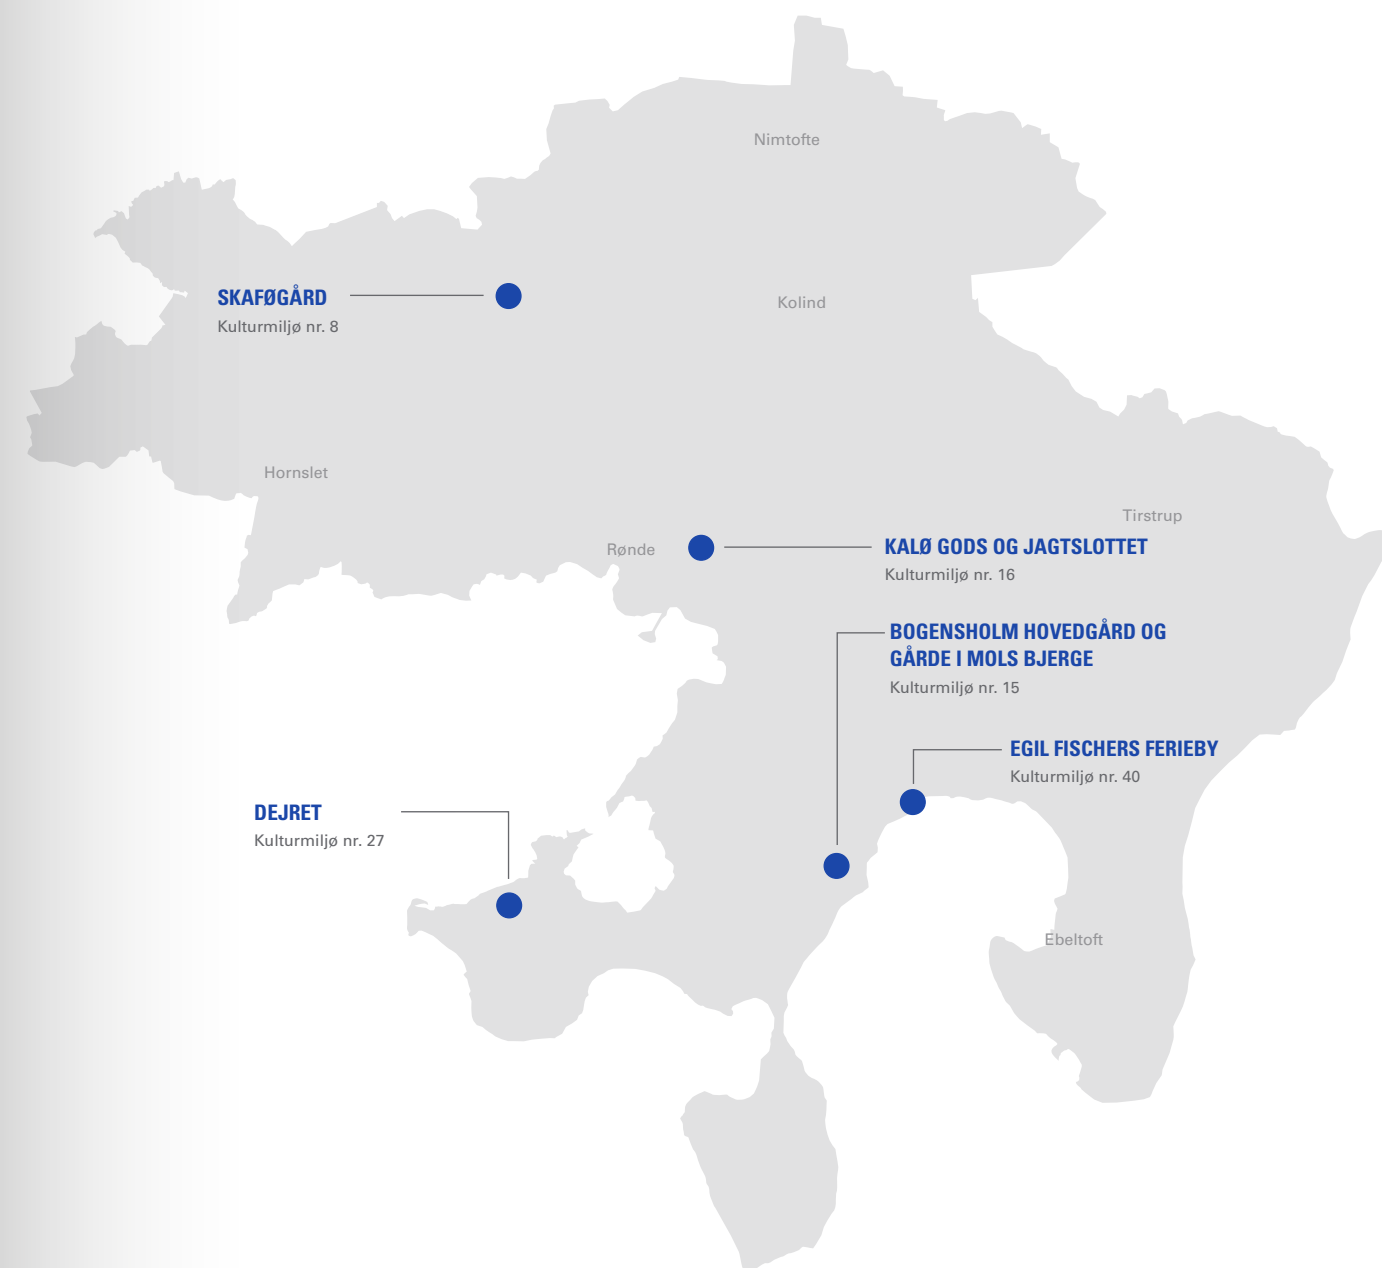 Nimtofte
SKAFØGÅRD
Kulturmiljø nr. 8
Kolind
Hornslet
Tirstrup
Rønde
KALØ GODS OG JAGTSLOTTET
Kulturmiljø nr. 16
BOGENSHOLM HOVEDGÅRD OG
GÅRDE I MOLS BJERGE
Kulturmiljø nr. 15
EGIL FISCHERS FERIEBY
Kulturmiljø nr. 40
DEJRET
Kulturmiljø nr. 27
Ebeltoft